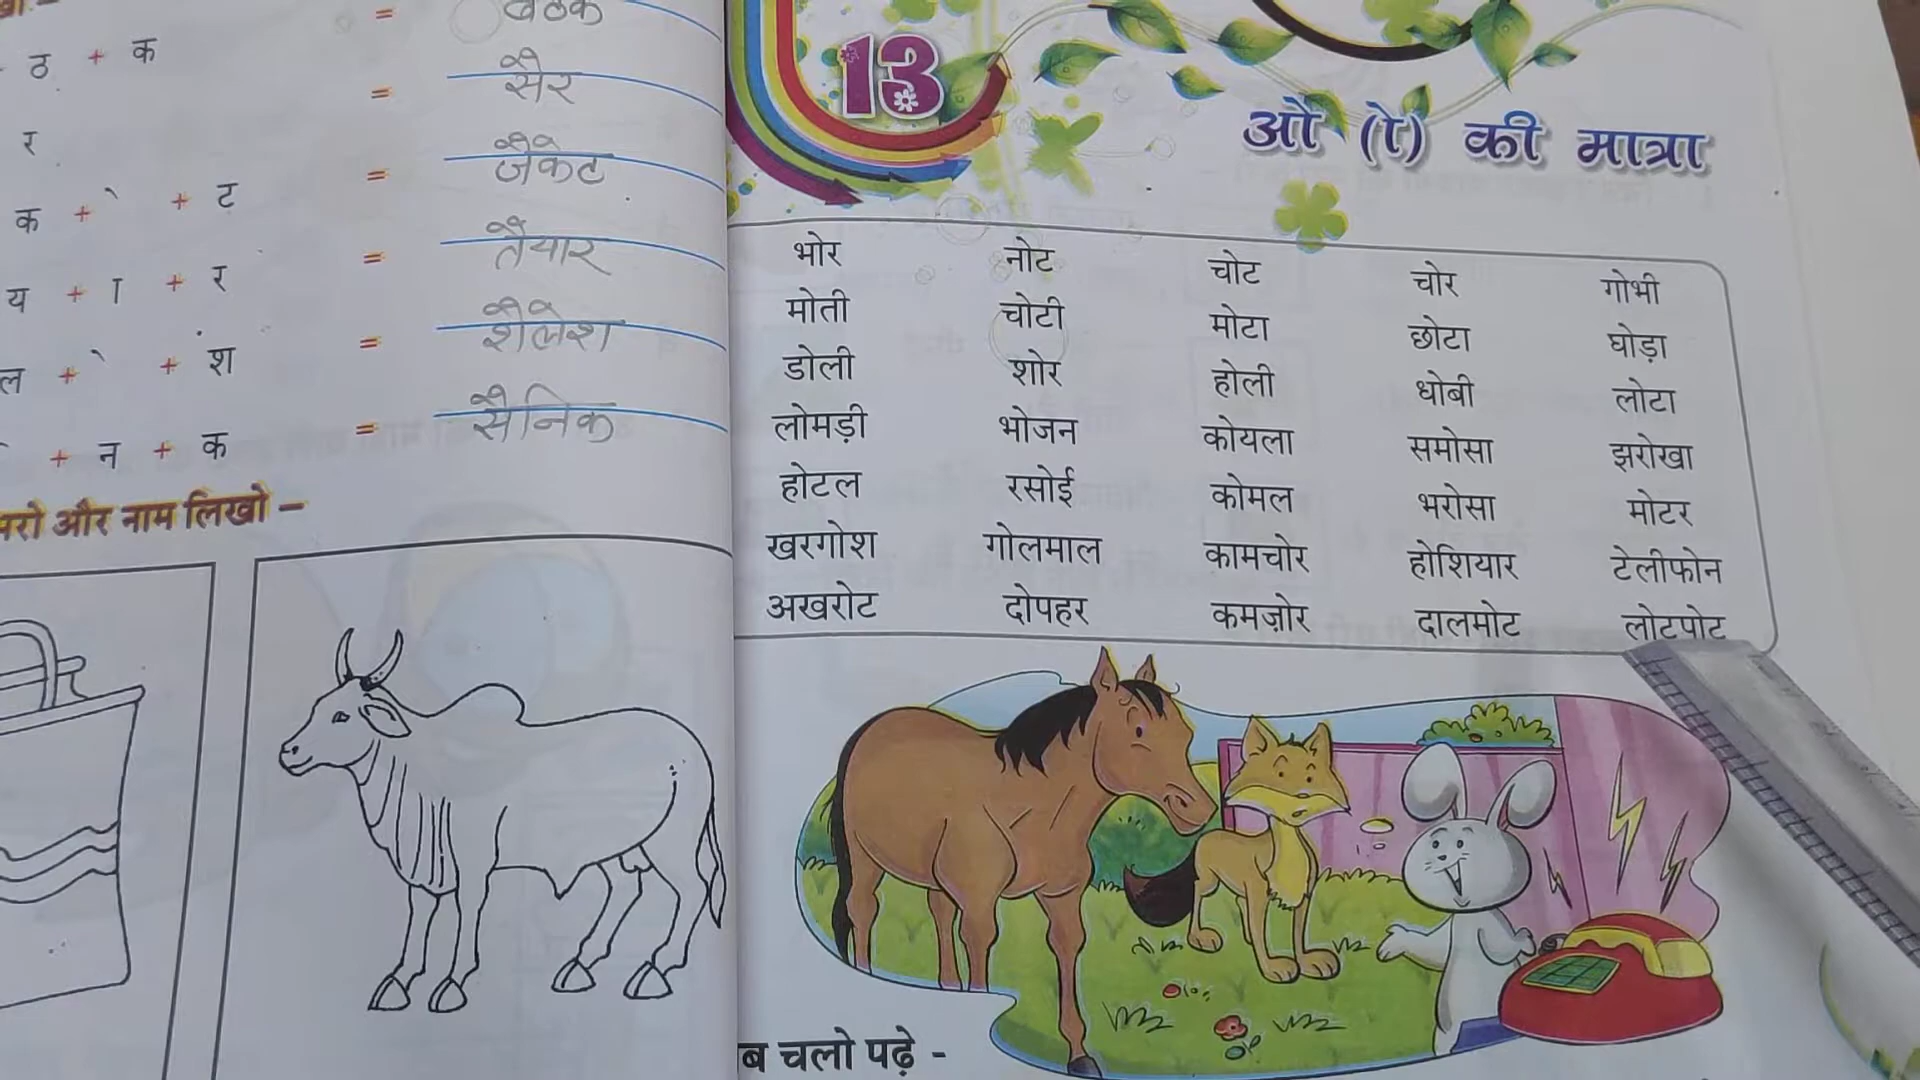 = बैठक
ठ + क
= सैर
र
= जैकेट
क + े + ट
= तैयार
य + ा + र
= शैलेश
ल + े + श
= सैनिक
+ न + क
और नाम लिखो –
13
ओ (ो) की मात्रा
भोर नोट चोट चोर गोभी
मोती चोटी मोटा छोटा घोड़ा
डोली शोर होली धोबी लोटा
लोमड़ी भोजन कोयला समोसा झरोखा
होटल रसोई कोमल भरोसा मोटर
खरगोश गोलमाल कामचोर होशियार टेलीफोन
अखरोट दोपहर कमज़ोर दालमोट लोटपोट
चलो पढ़े -